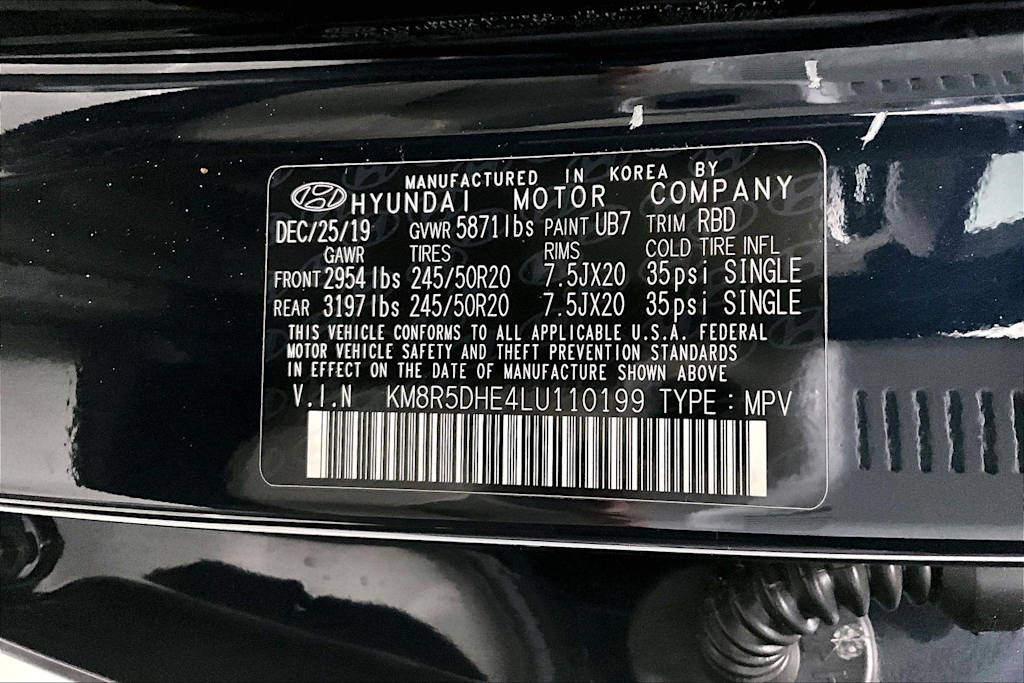 MANUFACTURED IN KOREA BY
HYUNDAI MOTOR COMPANY
DEC/25/19 GVWR 5871lbs PAINT UB7 TRIM RBD
GAWR TIRES RIMS COLD TIRE INFL
FRONT 2954lbs 245/50R20 7.5JX20 35psi SINGLE
REAR 3197lbs 245/50R20 7.5JX20 35psi SINGLE
THIS VEHICLE CONFORMS TO ALL APPLICABLE U.S.A. FEDERAL
MOTOR VEHICLE SAFETY AND THEFT PREVENTION STANDARDS
IN EFFECT ON THE DATE OF MANUFACTURE SHOWN ABOVE
V.I.N KM8R5DHE4LU110199 TYPE : MPV